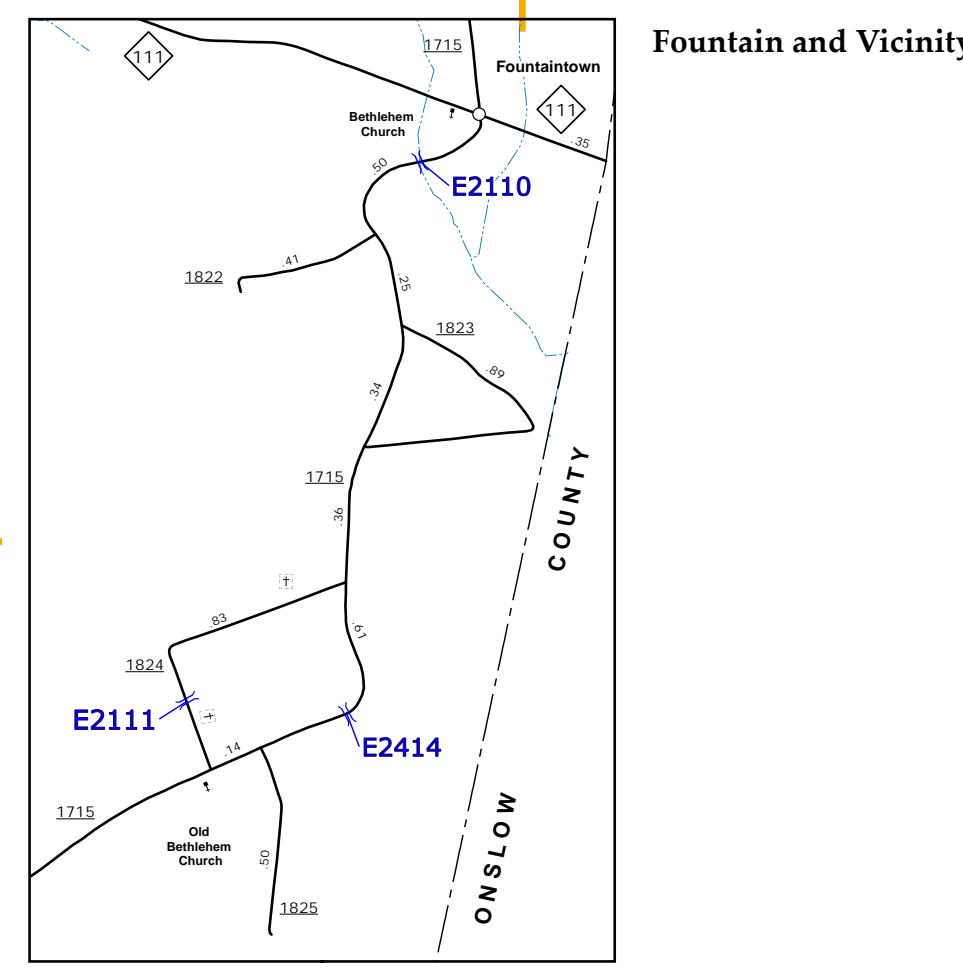 Fountain and Vicinity
1715
111
Fountaintown
111
Bethlehem
Church
.35
.50
E2110
.41
1822
.25
1823
.89
.34
1715
.36
COUNTY
.83
.61
1824
E2111
.14
E2414
1715
Old
Bethlehem
Church
.50
ONSLOW
1825